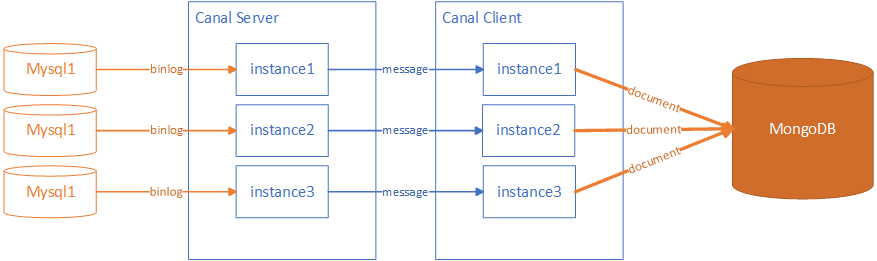 Canal Server
Canal Client
Mysql1
binlog
instance1
message
instance1
document
Mysql1
binlog
instance2
message
instance2
document
MongoDB
Mysql1
binlog
instance3
message
instance3
document